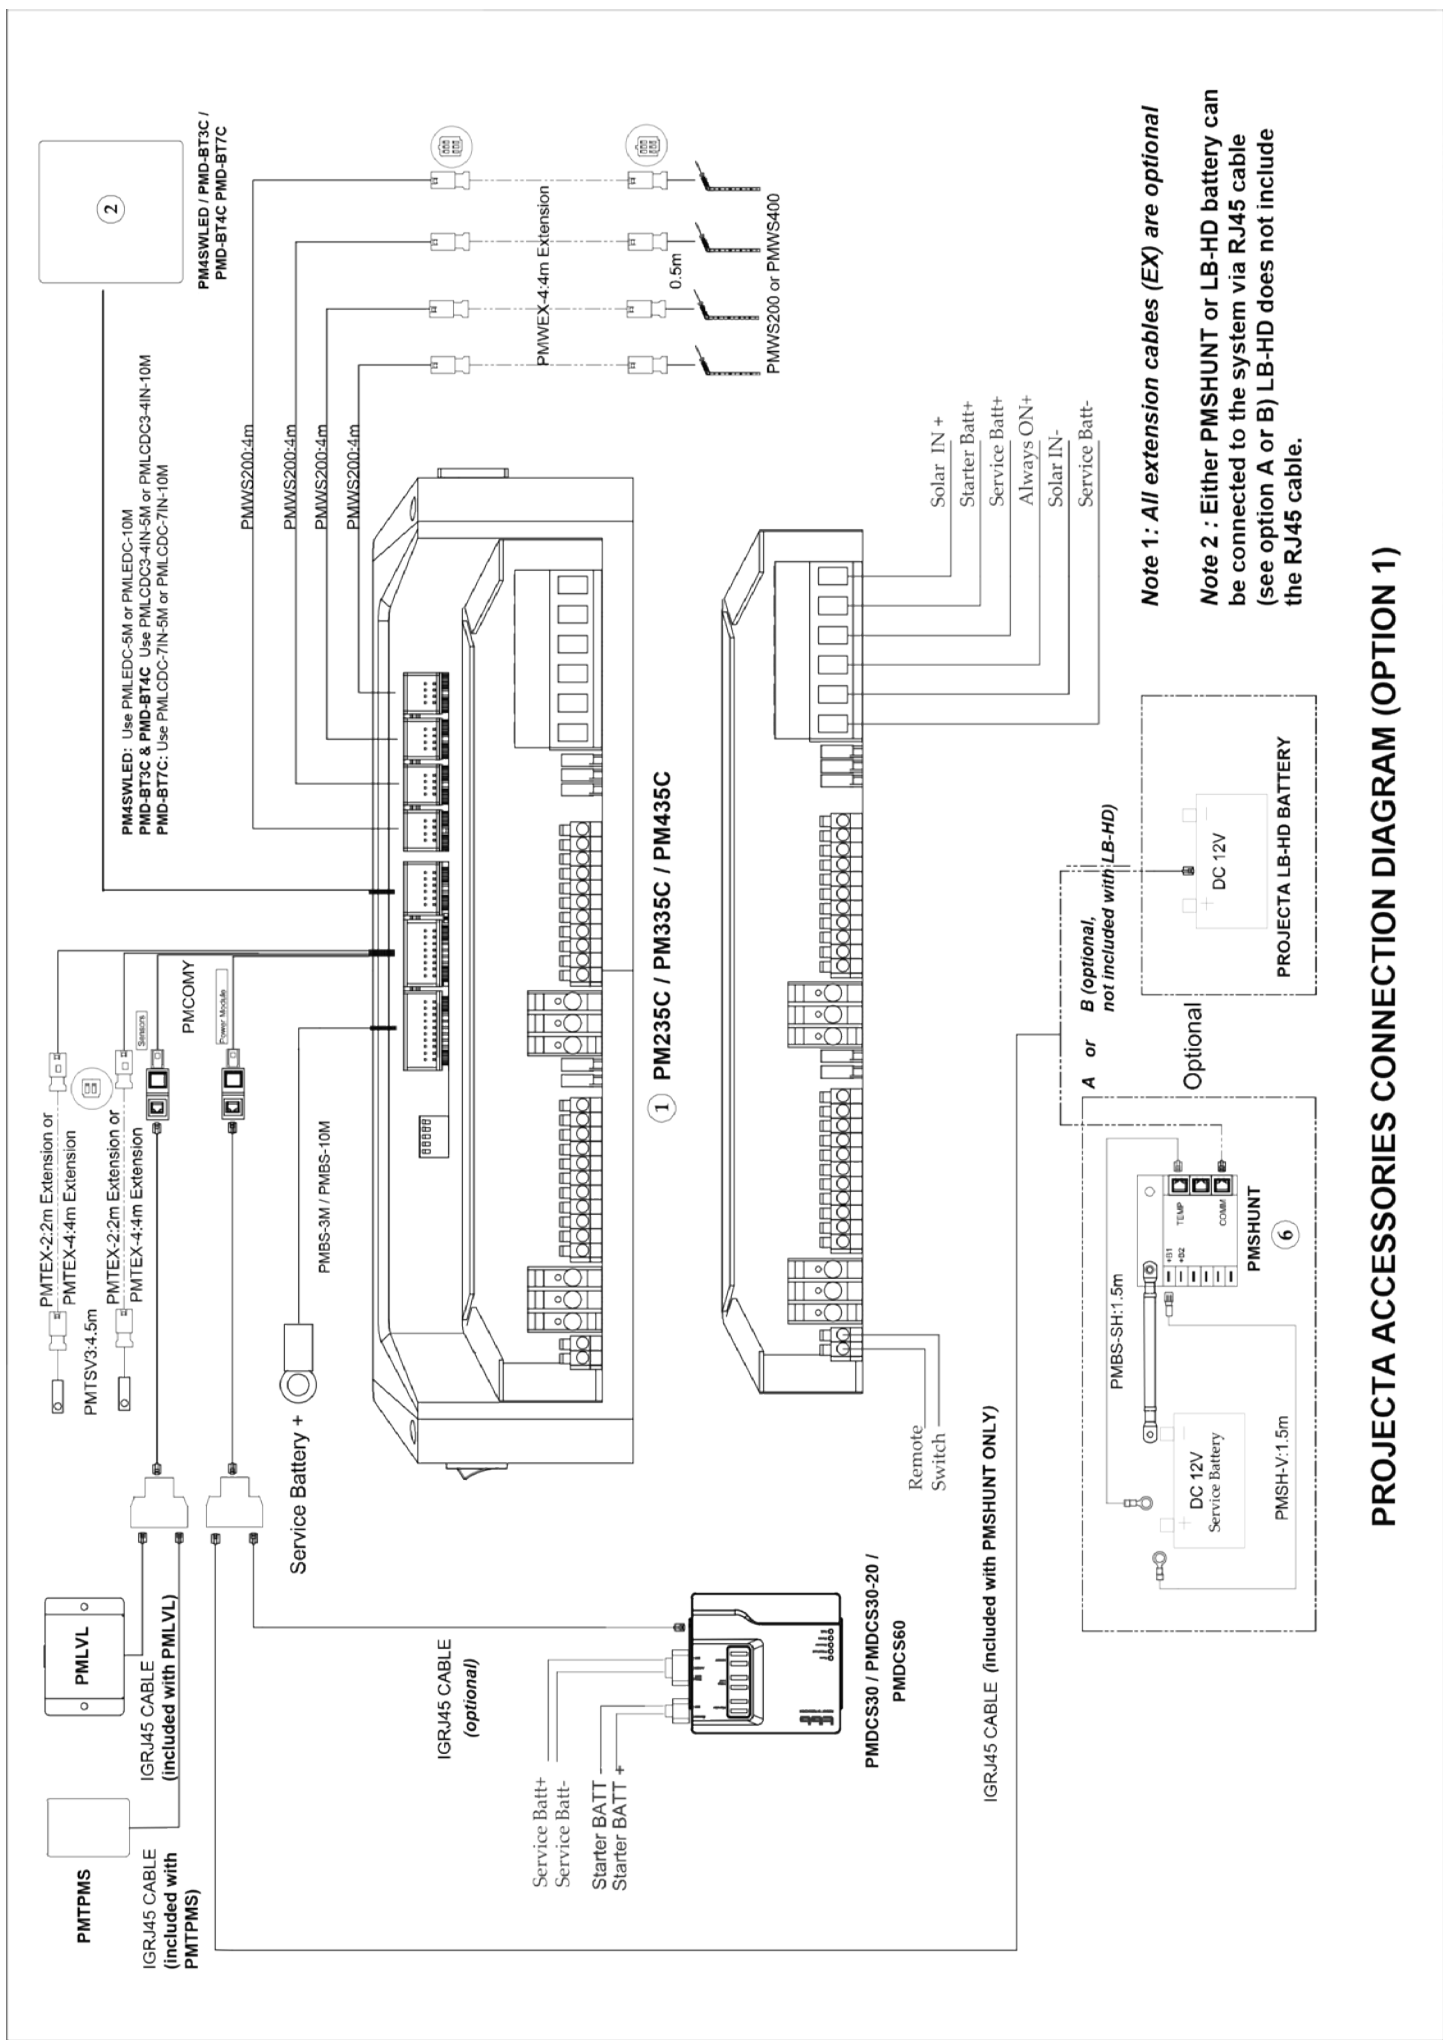 PMTPMS
IGRJ45 CABLE
(included with
PMTPMS)
PMLVL
IGRJ45 CABLE
(included with PMLVL)
PMTEX-2:2m Extension or
PMTEX-4:4m Extension
PMTSV3:4.5m
PMTEX-2:2m Extension or
PMTEX-4:4m Extension
Sensors
PMCOMY
Power Module
PM4SWLED: Use PMLEDC-5M or PMLEDC-10M
PMD-BT3C & PMD-BT4C Use PMLCDC3-4IN-5M or PMLCDC3-4IN-10M
PMD-BT7C: Use PMLCDC-7IN-5M or PMLCDC-7IN-10M
2
PM4SWLED / PMD-BT3C /
PMD-BT4C PMD-BT7C
Service Battery +
PMBS-3M / PMBS-10M
PMWS200:4m
PMWS200:4m
PMWS200:4m
PMWS200:4m
PMWEX-4:4m Extension
0.5m
PMWS200 or PMWS400
1 PM235C / PM335C / PM435C
IGRJ45 CABLE
(optional)
Service Batt+
Service Batt-
Starter BATT -
Starter BATT +
PMDCS30 / PMDCS30-20 /
PMDCS60
Remote
Switch
Solar IN +
Starter Batt+
Service Batt+
Always ON+
Solar IN-
Service Batt-
IGRJ45 CABLE (included with PMSHUNT ONLY)
A or B (optional,
not included with LB-HD)
PMBS-SH:1.5m
DC 12V
Service Battery
+
-
PMSH-V:1.5m
TEMP
COMM
+B1
+B2
PMSHUNT
6
Optional
DC 12V
+
-
PROJECTA LB-HD BATTERY
Note 1: All extension cables (EX) are optional
Note 2 : Either PMSHUNT or LB-HD battery can
be connected to the system via RJ45 cable
(see option A or B) LB-HD does not include
the RJ45 cable.
PROJECTA ACCESSORIES CONNECTION DIAGRAM (OPTION 1)